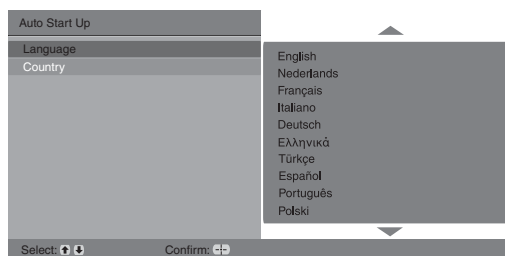 Auto Start Up
Language
Country
English
Nederlands
Français
Italiano
Deutsch
Ελληνικά
Türkçe
Español
Português
Polski
Select: Confirm: